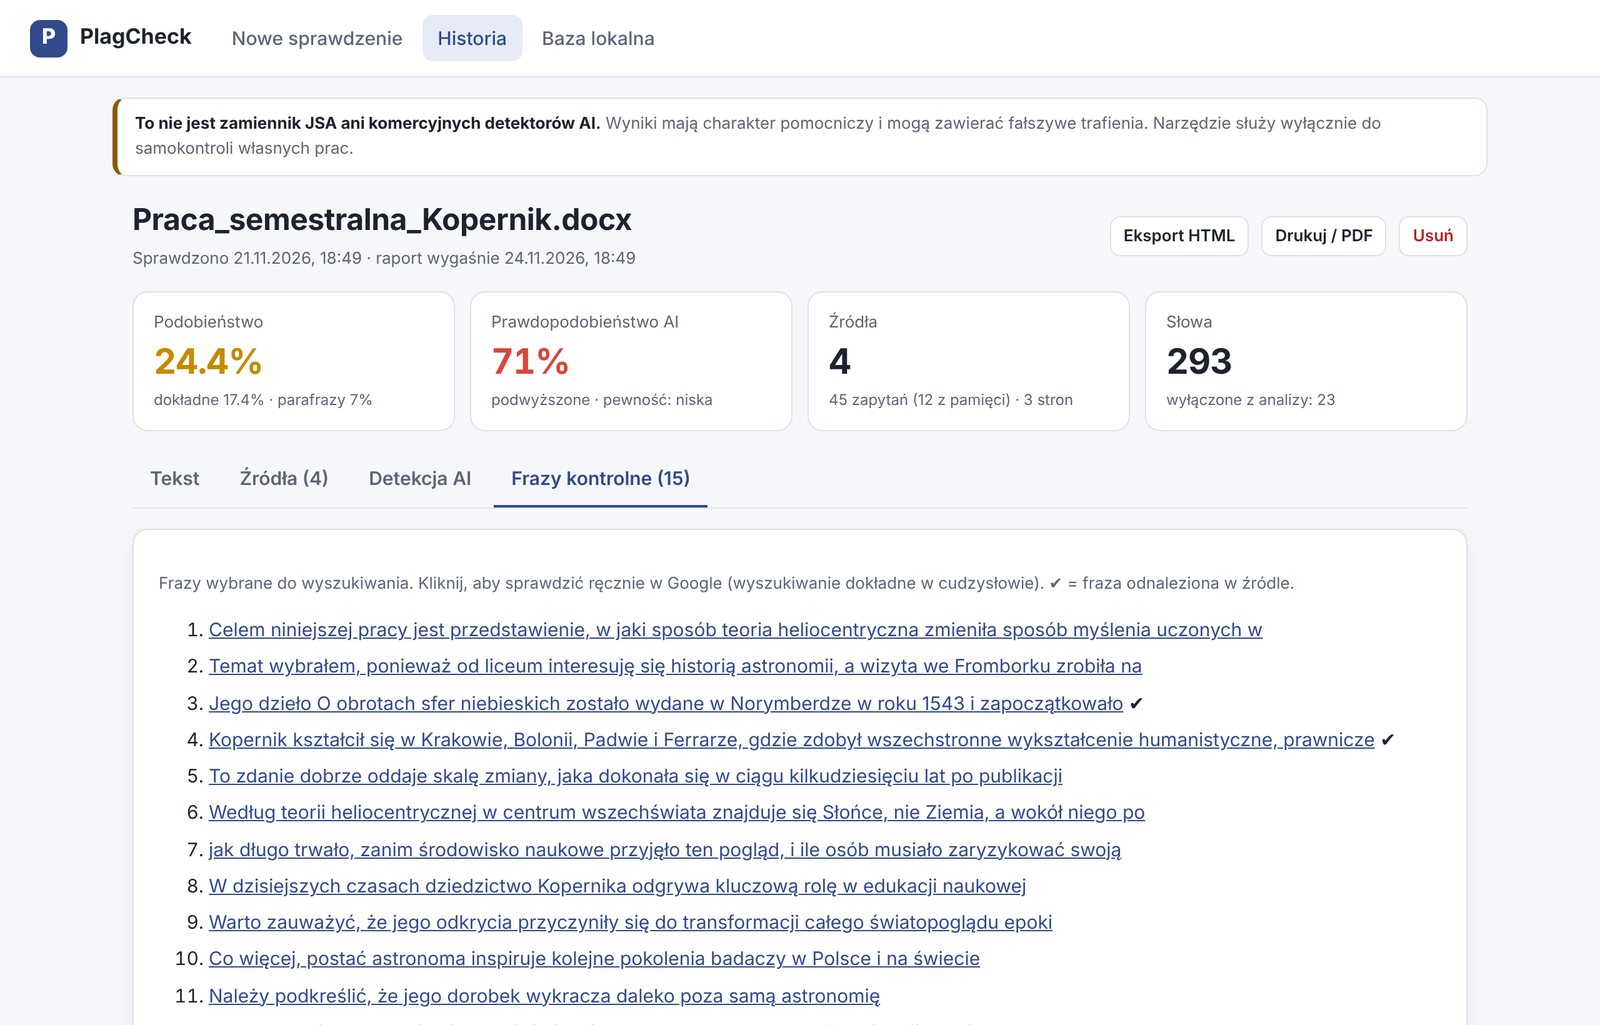 P PlagCheck Nowe sprawdzenie Historia Baza lokalna
To nie jest zamiennik JSA ani komercyjnych detektorów AI. Wyniki mają charakter pomocniczy i mogą zawierać fałszywe trafienia. Narzędzie służy wyłącznie do
samokontroli własnych prac.
Praca_semestralna_Kopernik.docx
Sprawdzono 21.11.2026, 18:49 · raport wygaśnie 24.11.2026, 18:49
Eksport HTML Drukuj / PDF Usuń
Podobieństwo
24.4%
dokładne 17.4% · parafrazy 7%
Prawdopodobieństwo AI
71%
podwyższone · pewność: niska
Źródła
4
45 zapytań (12 z pamięci) · 3 stron
Słowa
293
wyłączone z analizy: 23
Tekst Źródła (4) Detekcja AI Frazy kontrolne (15)
Frazy wybrane do wyszukiwania. Kliknij, aby sprawdzić ręcznie w Google (wyszukiwanie dokładne w cudzysłowie). ✔ = fraza odnaleziona w źródle.
1. Celem niniejszej pracy jest przedstawienie, w jaki sposób teoria heliocentryczna zmieniła sposób myślenia uczonych w
2. Temat wybrałem, ponieważ od liceum interesuję się historią astronomii, a wizyta we Fromborku zrobiła na
3. Jego dzieło O obrotach sfer niebieskich zostało wydane w Norymberdze w roku 1543 i zapoczątkowało ✔
4. Kopernik kształcił się w Krakowie, Bolonii, Padwie i Ferrarze, gdzie zdobył wszechstronne wykształcenie humanistyczne, prawnicze ✔
5. To zdanie dobrze oddaje skalę zmiany, jaka dokonała się w ciągu kilkudziesięciu lat po publikacji
6. Według teorii heliocentrycznej w centrum wszechświata znajduje się Słońce, nie Ziemia, a wokół niego po
7. jak długo trwało, zanim środowisko naukowe przyjęło ten pogląd, i ile osób musiało zaryzykować swoją
8. W dzisiejszych czasach dziedzictwo Kopernika odgrywa kluczową rolę w edukacji naukowej
9. Warto zauważyć, że jego odkrycia przyczyniły się do transformacji całego światopoglądu epoki
10. Co więcej, postać astronoma inspiruje kolejne pokolenia badaczy w Polsce i na świecie
11. Należy podkreślić, że jego dorobek wykracza daleko poza samą astronomię